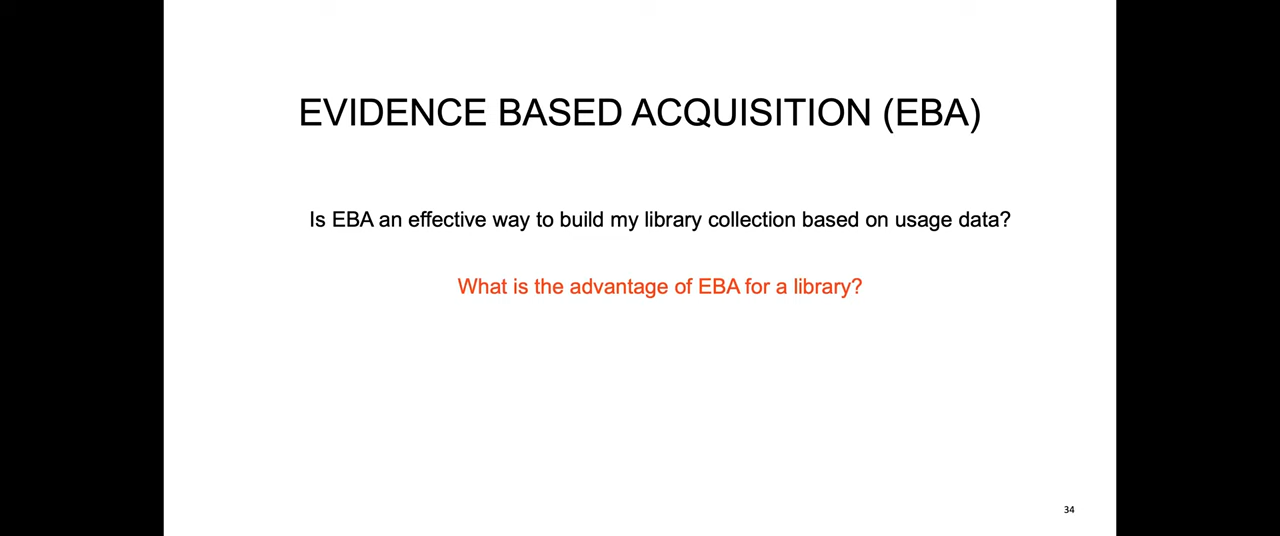 EVIDENCE BASED ACQUISITION (EBA)
Is EBA an effective way to build my library collection based on usage data?
What is the advantage of EBA for a library?
34